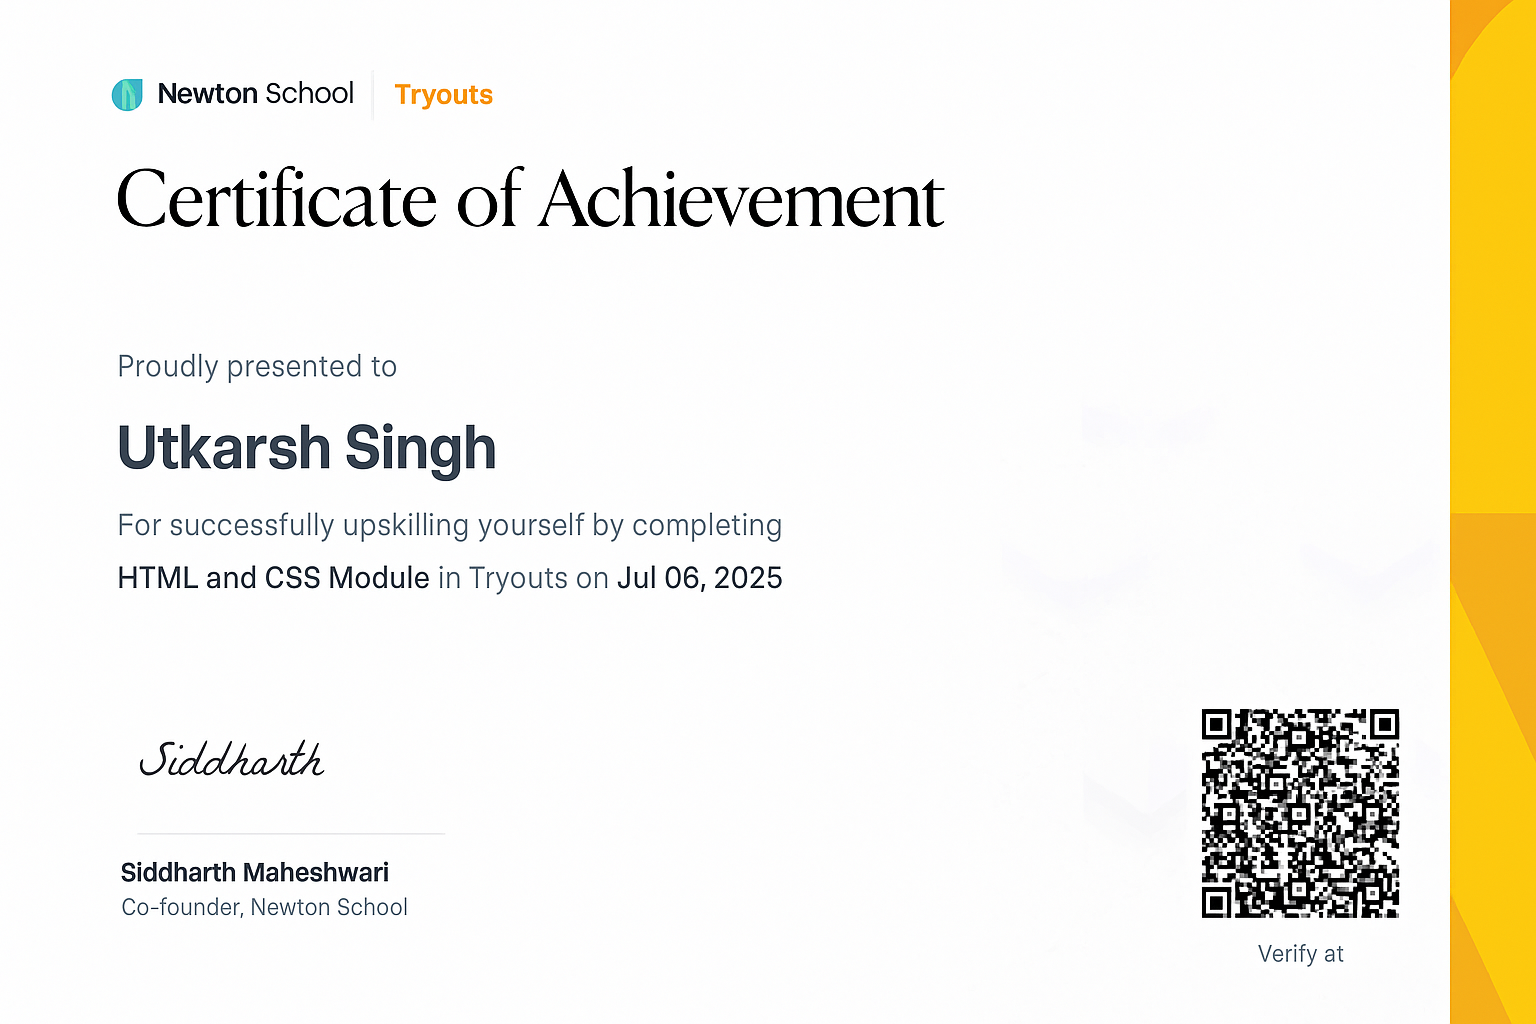 Newton School Tryouts
Certificate of Achievement
Proudly presented to
Utkarsh Singh
For successfully upskilling yourself by completing
HTML and CSS Module in Tryouts on Jul 06, 2025
Siddharth
Siddharth Maheshwari
Co-founder, Newton School
Verify at